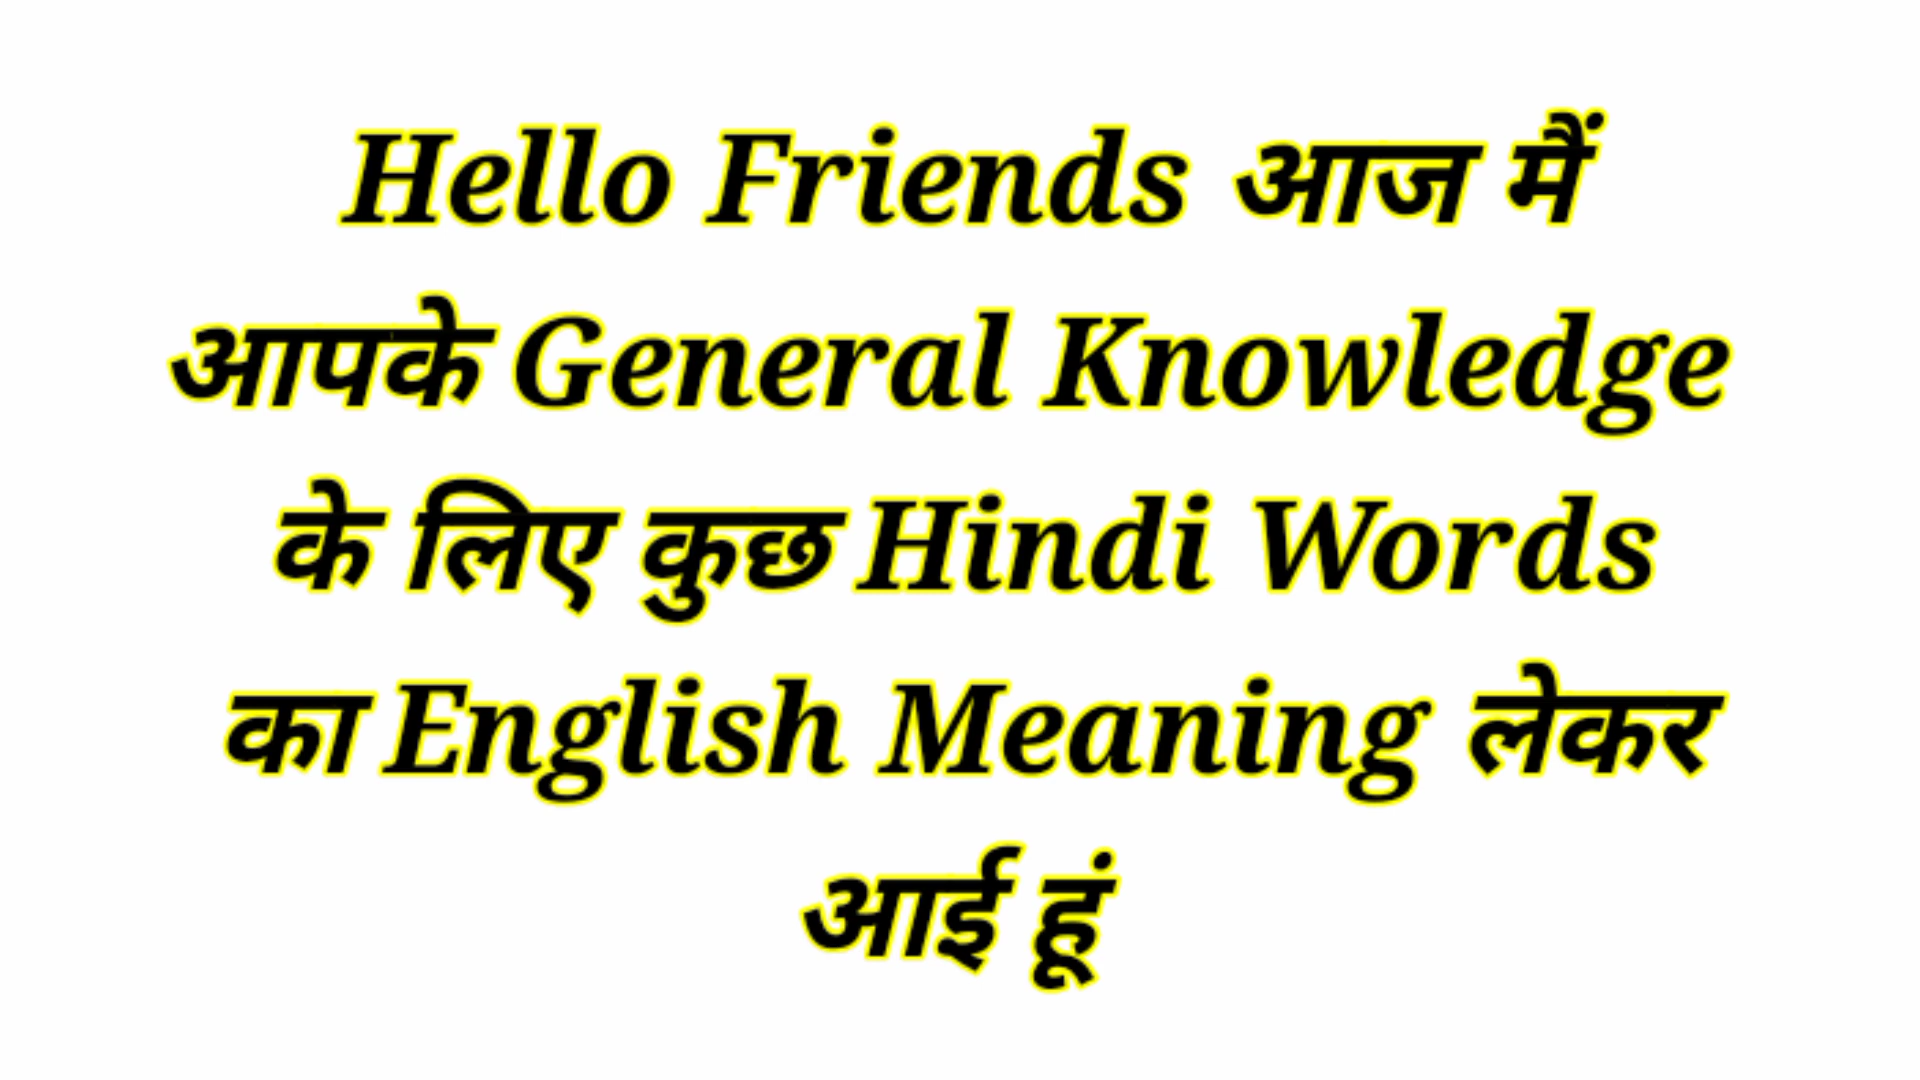 Hello Friends आज मैं
आपके General Knowledge
के लिए कुछ Hindi Words
का English Meaning लेकर
आई हूं